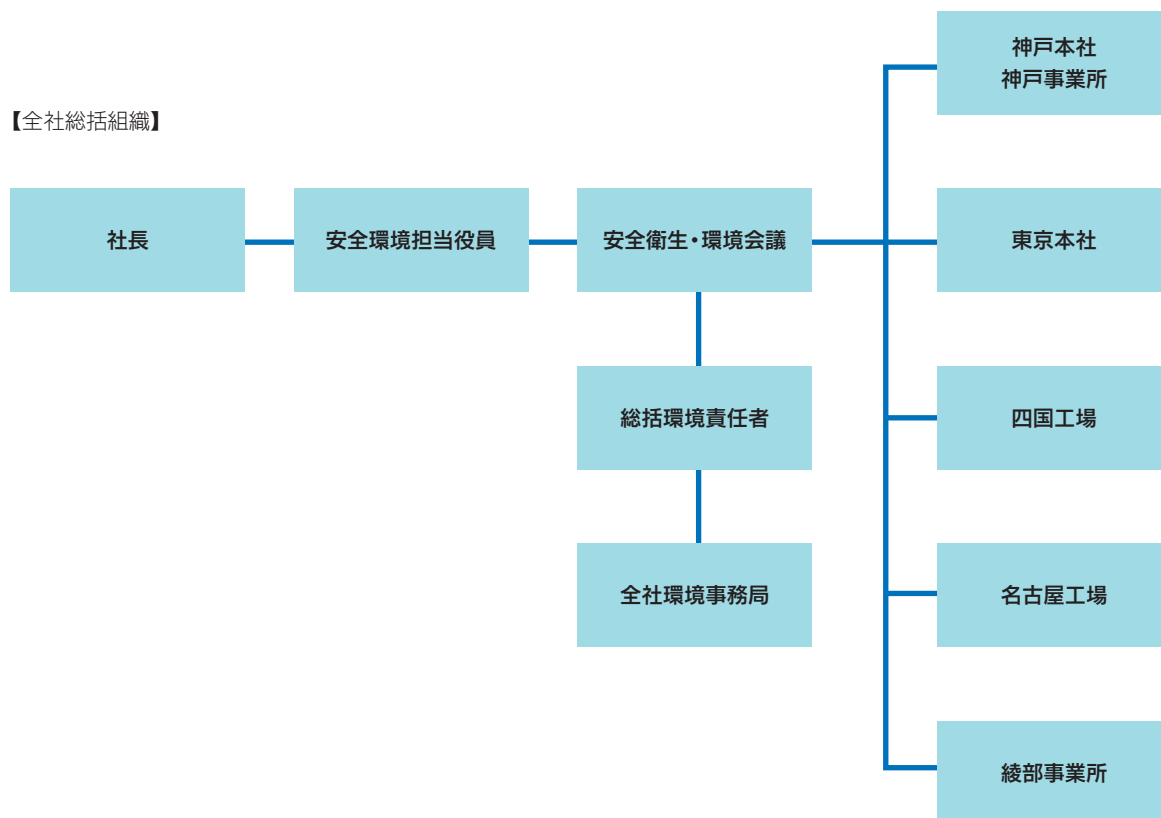 神戸本社
神戸事業所
【全社総括組織】
社長
安全環境担当役員
安全衛生・環境会議
東京本社
総括環境責任者
四国工場
全社環境事務局
名古屋工場
綾部事業所